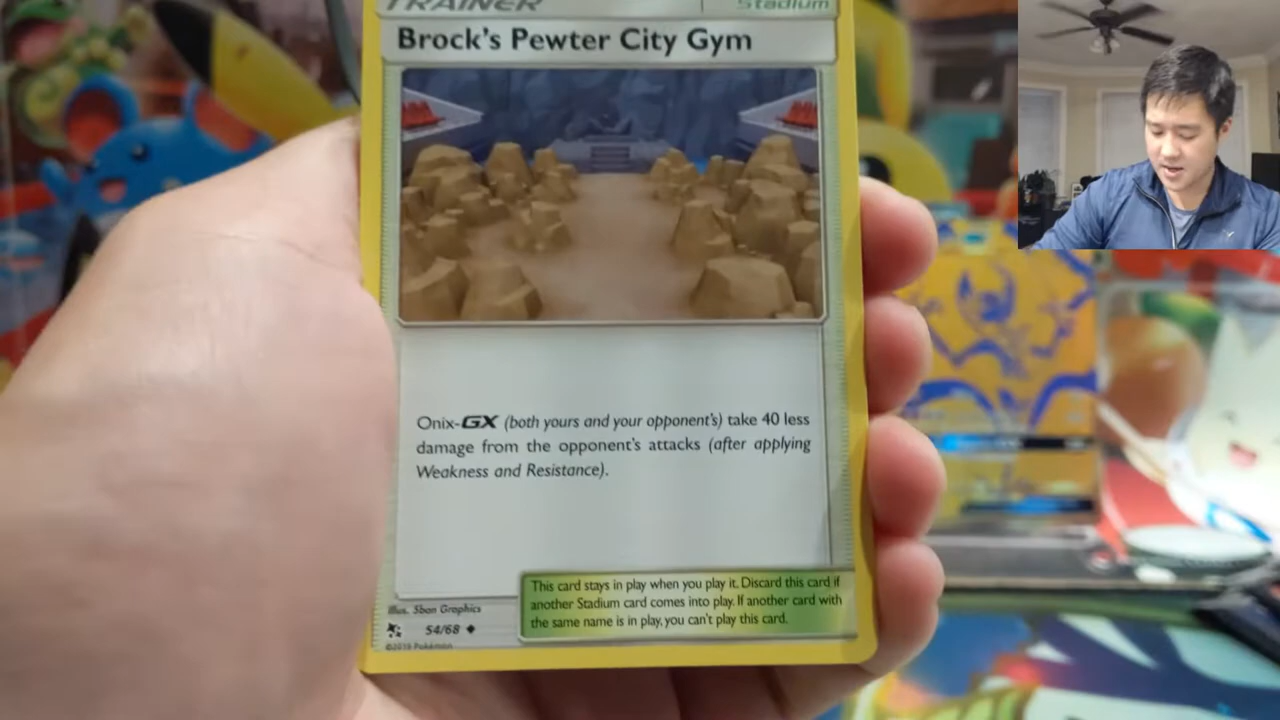 TRAINER Stadium
Brock's Pewter City Gym
Onix-GX (both yours and your opponent's) take 40 less
damage from the opponent's attacks (after applying
Weakness and Resistance).
This card stays in play when you play it. Discard this card if
another Stadium card comes into play. If another card with
the same name is in play, you can't play this card.
Illus. 5ban Graphics
54/68
©2019 Pokémon